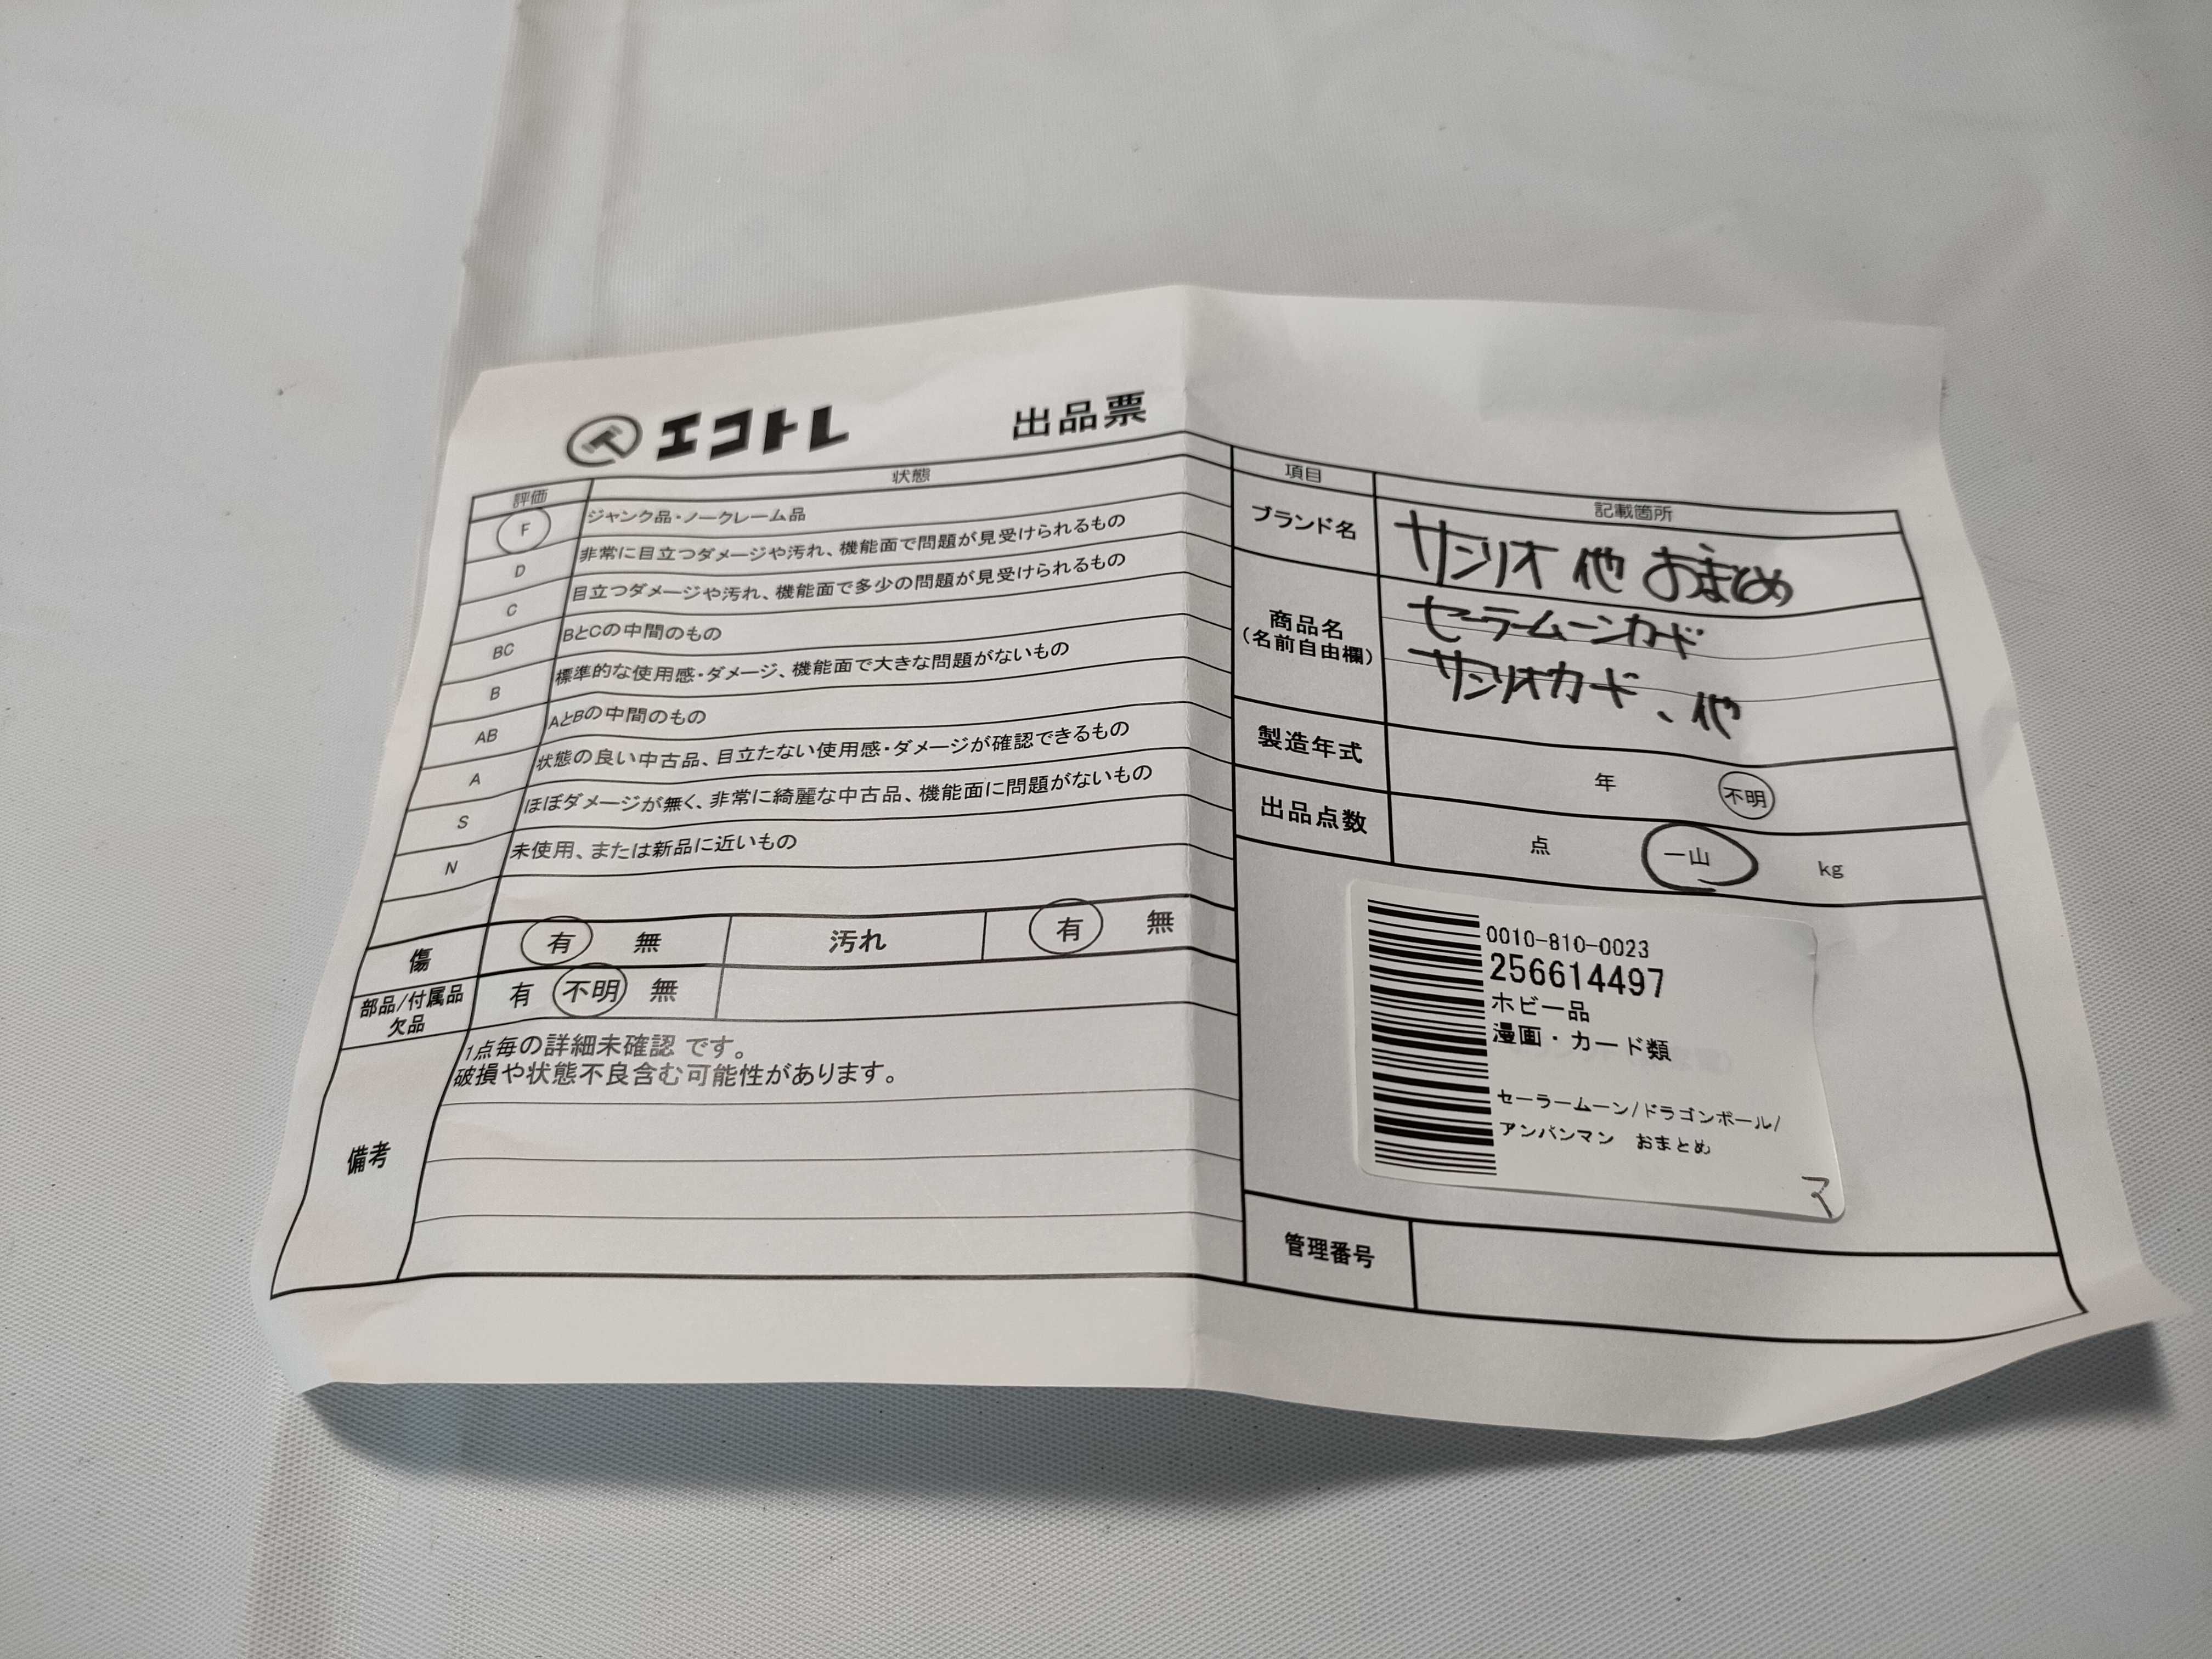 エコトレ 出品票
評価 状態
F ジャンク品・ノークレーム品
D 非常に目立つダメージや汚れ、機能面で問題が見受けられるもの
C 目立つダメージや汚れ、機能面で多少の問題が見受けられるもの
BC BとCの中間のもの
B 標準的な使用感・ダメージ、機能面で大きな問題がないもの
AB AとBの中間のもの
A 状態の良い中古品、目立たない使用感・ダメージが確認できるもの
S ほぼダメージが無く、非常に綺麗な中古品、機能面に問題がないもの
N 未使用、または新品に近いもの
傷 有 無 汚れ 有 無
部品/付属品
欠品 有 不明 無
備考
1点毎の詳細未確認 です。
破損や状態不良含む可能性があります。
項目 記載箇所
ブランド名 サンリオ 他 おまとめ
商品名
(名前自由欄)
セーラームーンカード
サンリオカード、他
製造年式 年 不明
出品点数 点 一山 kg
0010-810-0023
256614497
ホビー品
漫画・カード類
セーラームーン/ドラゴンボール/
アンパンマン おまとめ
マ
管理番号